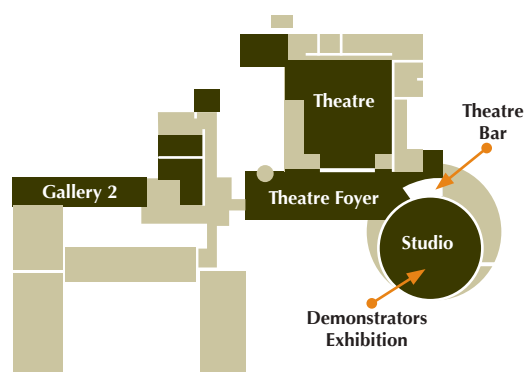 Theatre
Theatre
Bar
Gallery 2
Theatre Foyer
Studio
Demonstrators
Exhibition